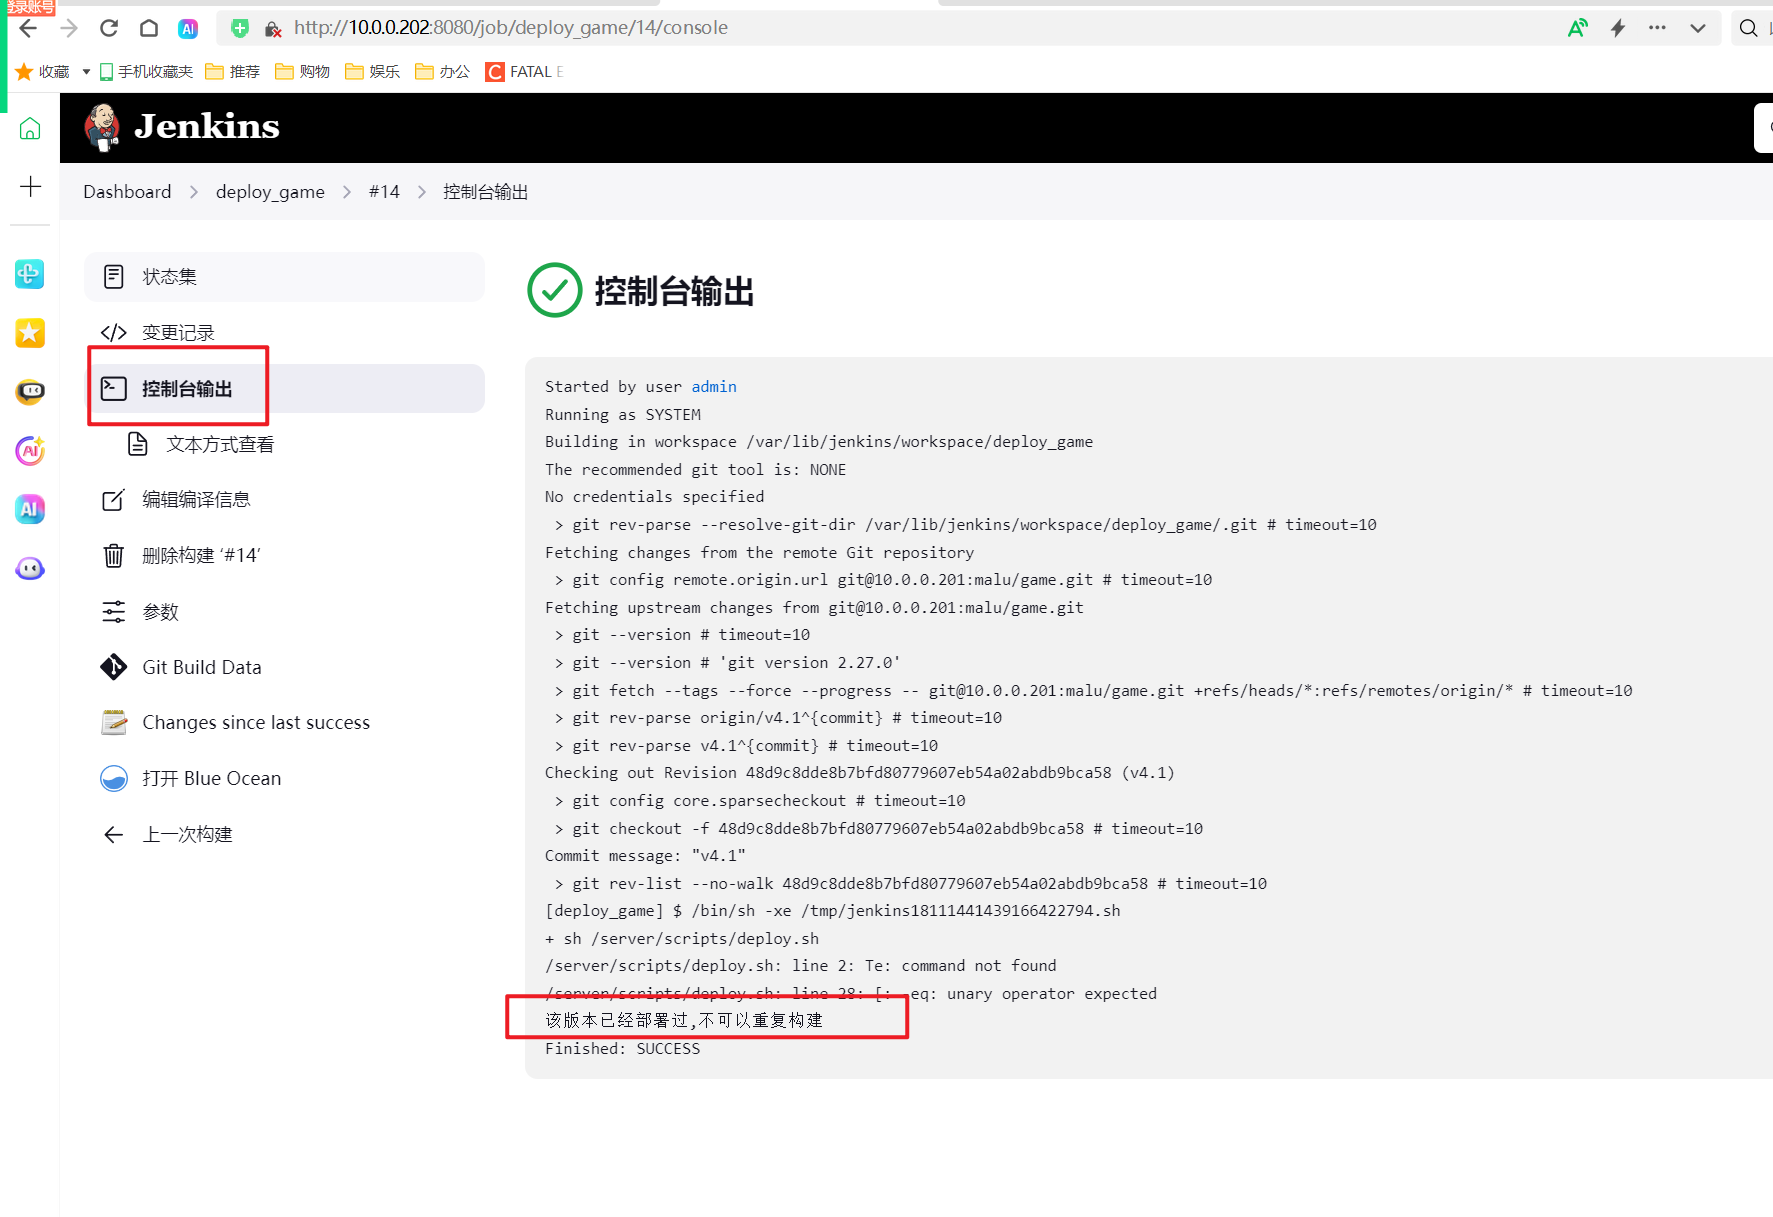 登录账号
AI
http://10.0.0.202:8080/job/deploy_game/14/console
收藏
手机收藏夹
推荐
购物
娱乐
办公
C
FATAL E
Jenkins
Dashboard
deploy_game
#14
控制台输出
状态集
变更记录
控制台输出
文本方式查看
编辑编译信息
删除构建 ‘#14’
参数
Git Build Data
Changes since last success
打开 Blue Ocean
上一次构建
AI
AI
控制台输出
Started by user admin
Running as SYSTEM
Building in workspace /var/lib/jenkins/workspace/deploy_game
The recommended git tool is: NONE
No credentials specified
> git rev-parse --resolve-git-dir /var/lib/jenkins/workspace/deploy_game/.git # timeout=10
Fetching changes from the remote Git repository
> git config remote.origin.url git@10.0.0.201:malu/game.git # timeout=10
Fetching upstream changes from git@10.0.0.201:malu/game.git
> git --version # timeout=10
> git --version # 'git version 2.27.0'
> git fetch --tags --force --progress -- git@10.0.0.201:malu/game.git +refs/heads/*:refs/remotes/origin/* # timeout=10
> git rev-parse origin/v4.1^{commit} # timeout=10
> git rev-parse v4.1^{commit} # timeout=10
Checking out Revision 48d9c8dde8b7bfd80779607eb54a02abdb9bca58 (v4.1)
> git config core.sparsecheckout # timeout=10
> git checkout -f 48d9c8dde8b7bfd80779607eb54a02abdb9bca58 # timeout=10
Commit message: "v4.1"
> git rev-list --no-walk 48d9c8dde8b7bfd80779607eb54a02abdb9bca58 # timeout=10
[deploy_game] $ /bin/sh -xe /tmp/jenkins18111441439166422794.sh
+ sh /server/scripts/deploy.sh
/server/scripts/deploy.sh: line 2: Te: command not found
/server/scripts/deploy.sh: line 28: [: -eq: unary operator expected
该版本已经部署过,不可以重复构建
Finished: SUCCESS